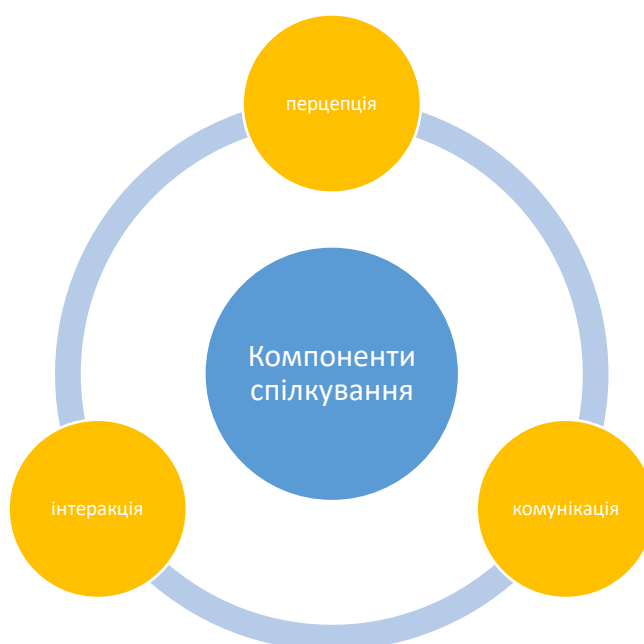 перцепція
Компоненти
спілкування
інтеракція
комунікація